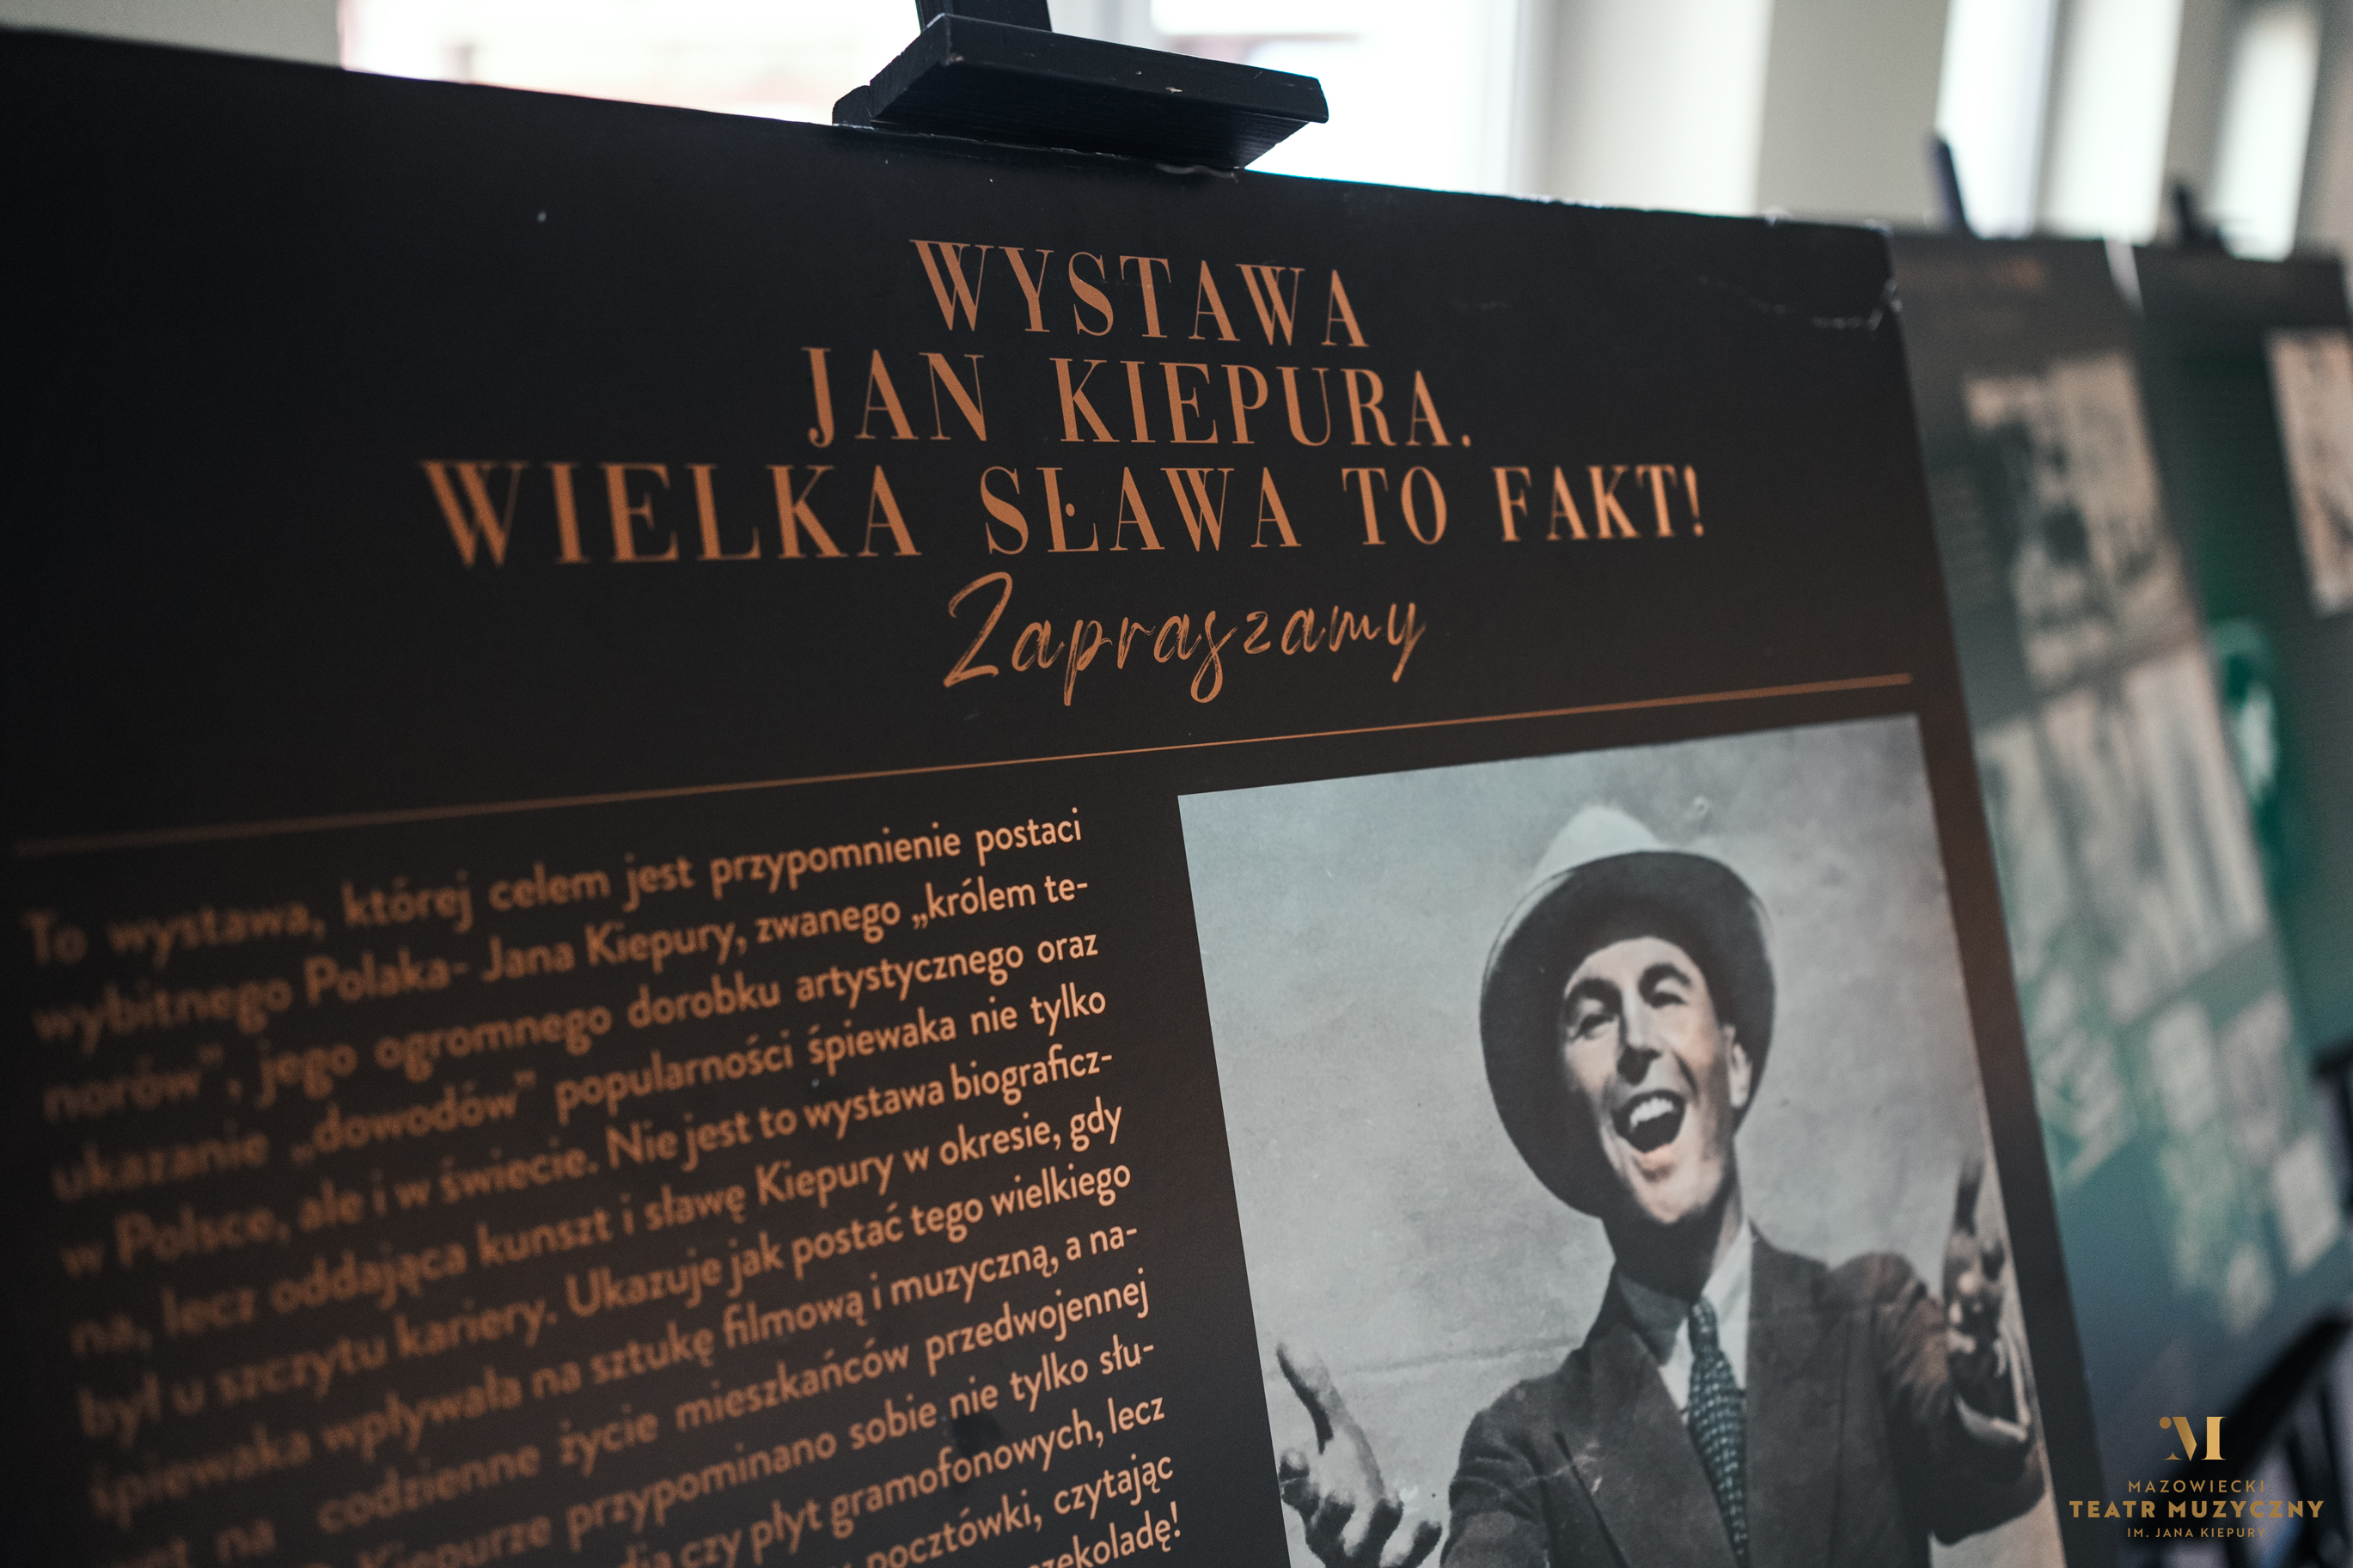 WYSTAWA
JAN KIEPURA.
WIELKA SŁAWA TO FAKT!
Zapraszamy
To wystawa, której celem jest przypomnienie postaci
wybitnego Polaka- Jana Kiepury, zwanego „królem te-
norów”, jego ogromnego dorobku artystycznego oraz
ukazanie „dowodów” popularności śpiewaka nie tylko
w Polsce, ale i w świecie. Nie jest to wystawa biograficz-
na, lecz oddająca kunszt i sławę Kiepury w okresie, gdy
był u szczytu kariery. Ukazuje jak postać tego wielkiego
śpiewaka wpływała na sztukę filmową i muzyczną, a na-
wet na codzienne życie mieszkańców przedwojennej
Kiepurze przypominano sobie nie tylko słu-
czy płyt gramofonowych, lecz
pocztówki, czytając
MAZOWIECKI
TEATR MUZYCZNY
IM. JANA KIEPURY